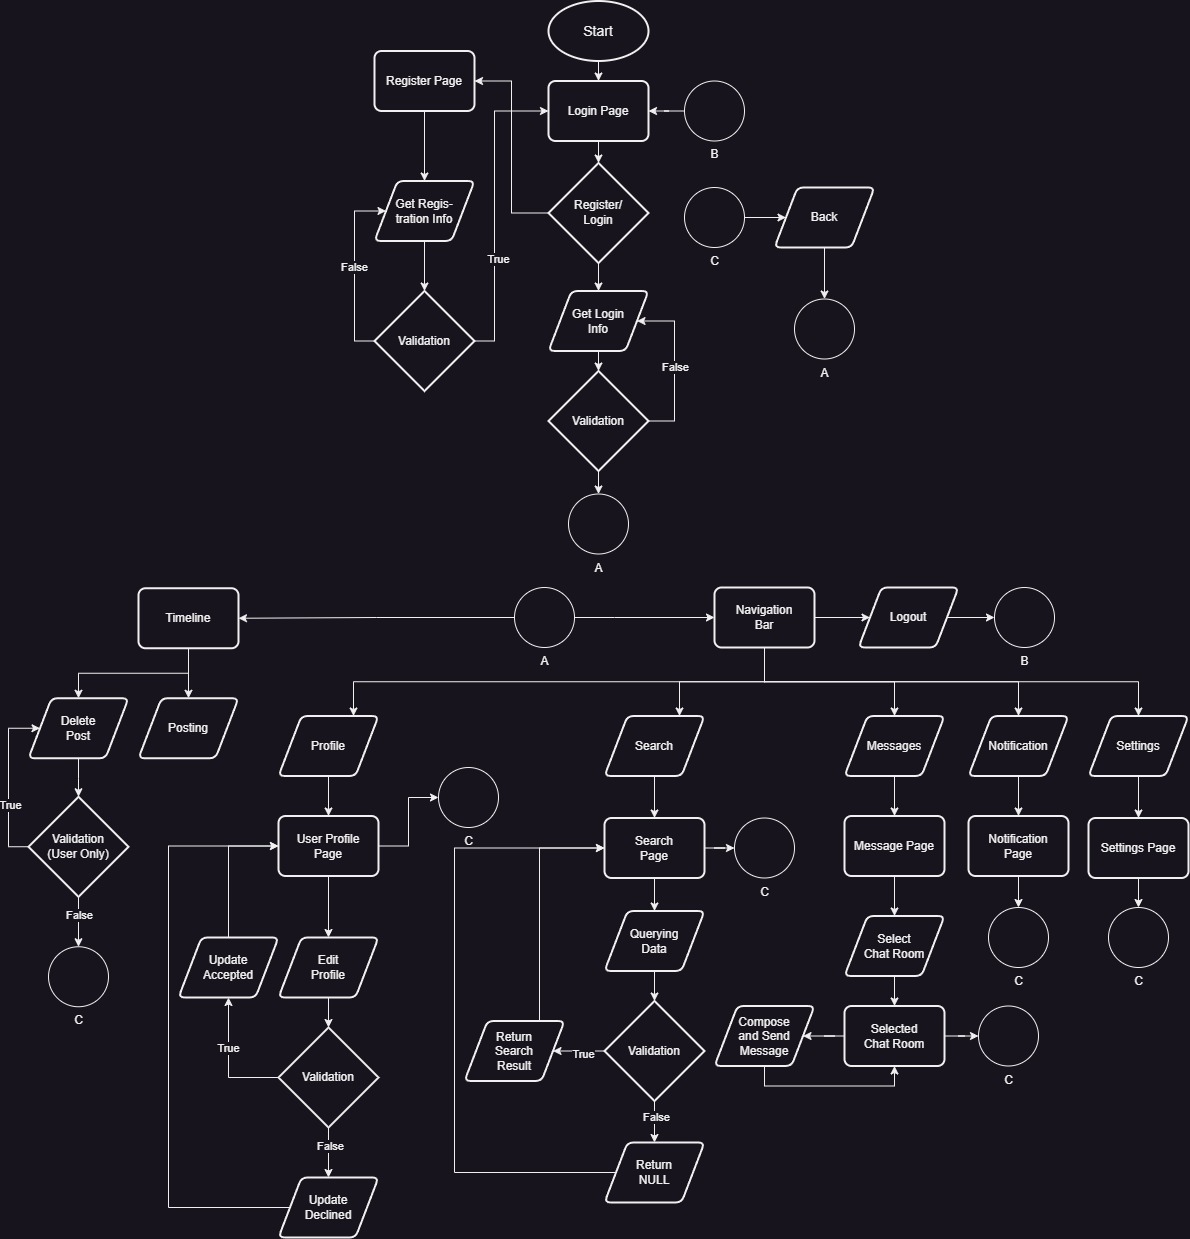 Start
Register Page
Login Page
B
Get Regis-
tration Info
Register/
Login
Back
C
False
True
Get Login
Info
Validation
False
A
Validation
A
Timeline
A
Navigation
Bar
Logout
B
Delete
Post
Posting
Profile
Search
Messages
Notification
Settings
True
Validation
(User Only)
User Profile
Page
C
Search
Page
C
Message Page
Notification
Page
Settings Page
False
C
Update
Accepted
Edit
Profile
Querying
Data
Select
Chat Room
C
C
True
Validation
Return
Search
Result
True
Validation
Compose
and Send
Message
Selected
Chat Room
C
False
False
Update
Declined
Return
NULL